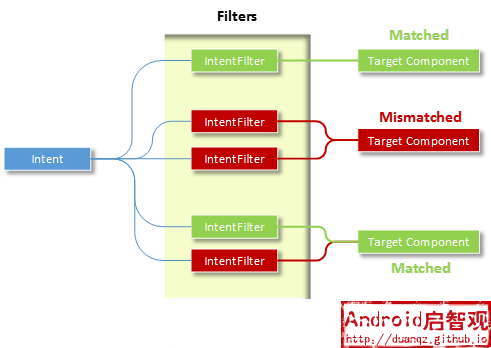 Filters
Matched
IntentFilter
Target Component
Mismatched
IntentFilter
Target Component
Intent
IntentFilter
IntentFilter
Target Component
IntentFilter
Matched
Android启智观
http://duanqz.github.io